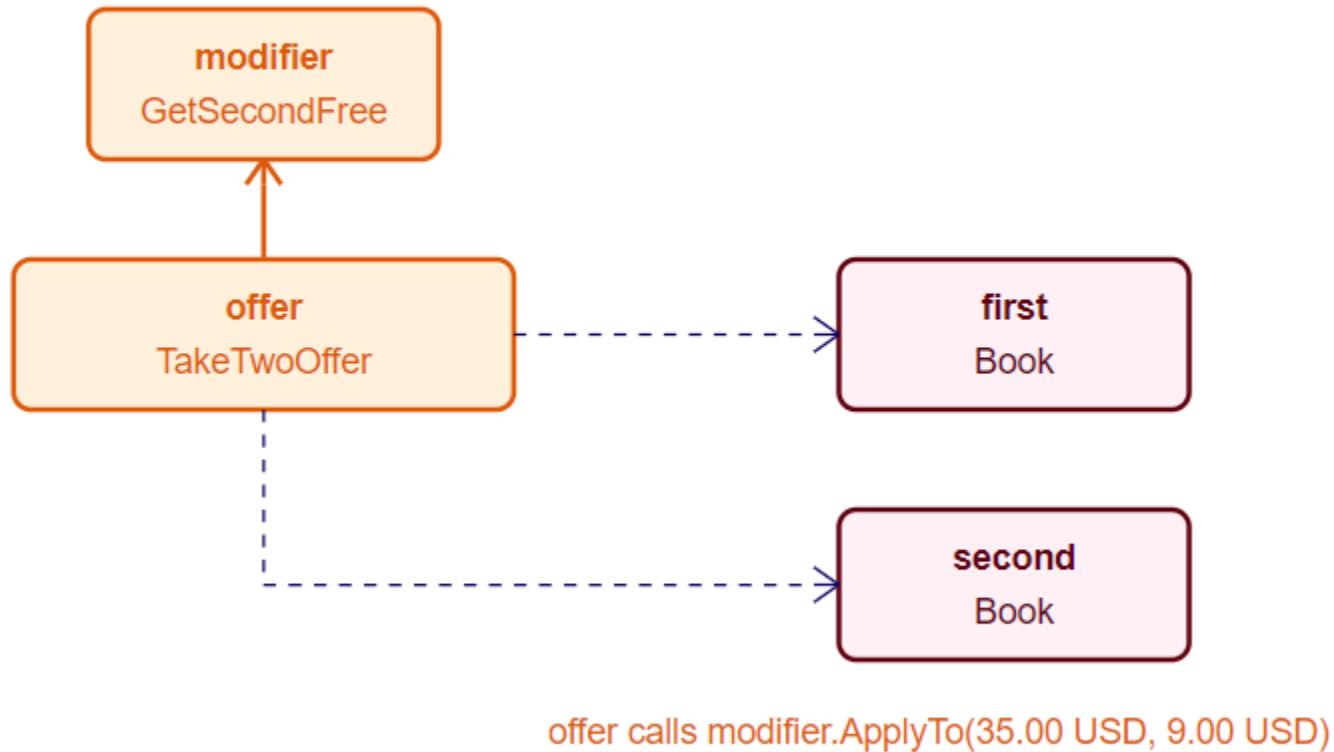 modifier
GetSecondFree
offer
TakeTwoOffer
first
Book
second
Book
offer calls modifier.ApplyTo(35.00 USD, 9.00 USD)